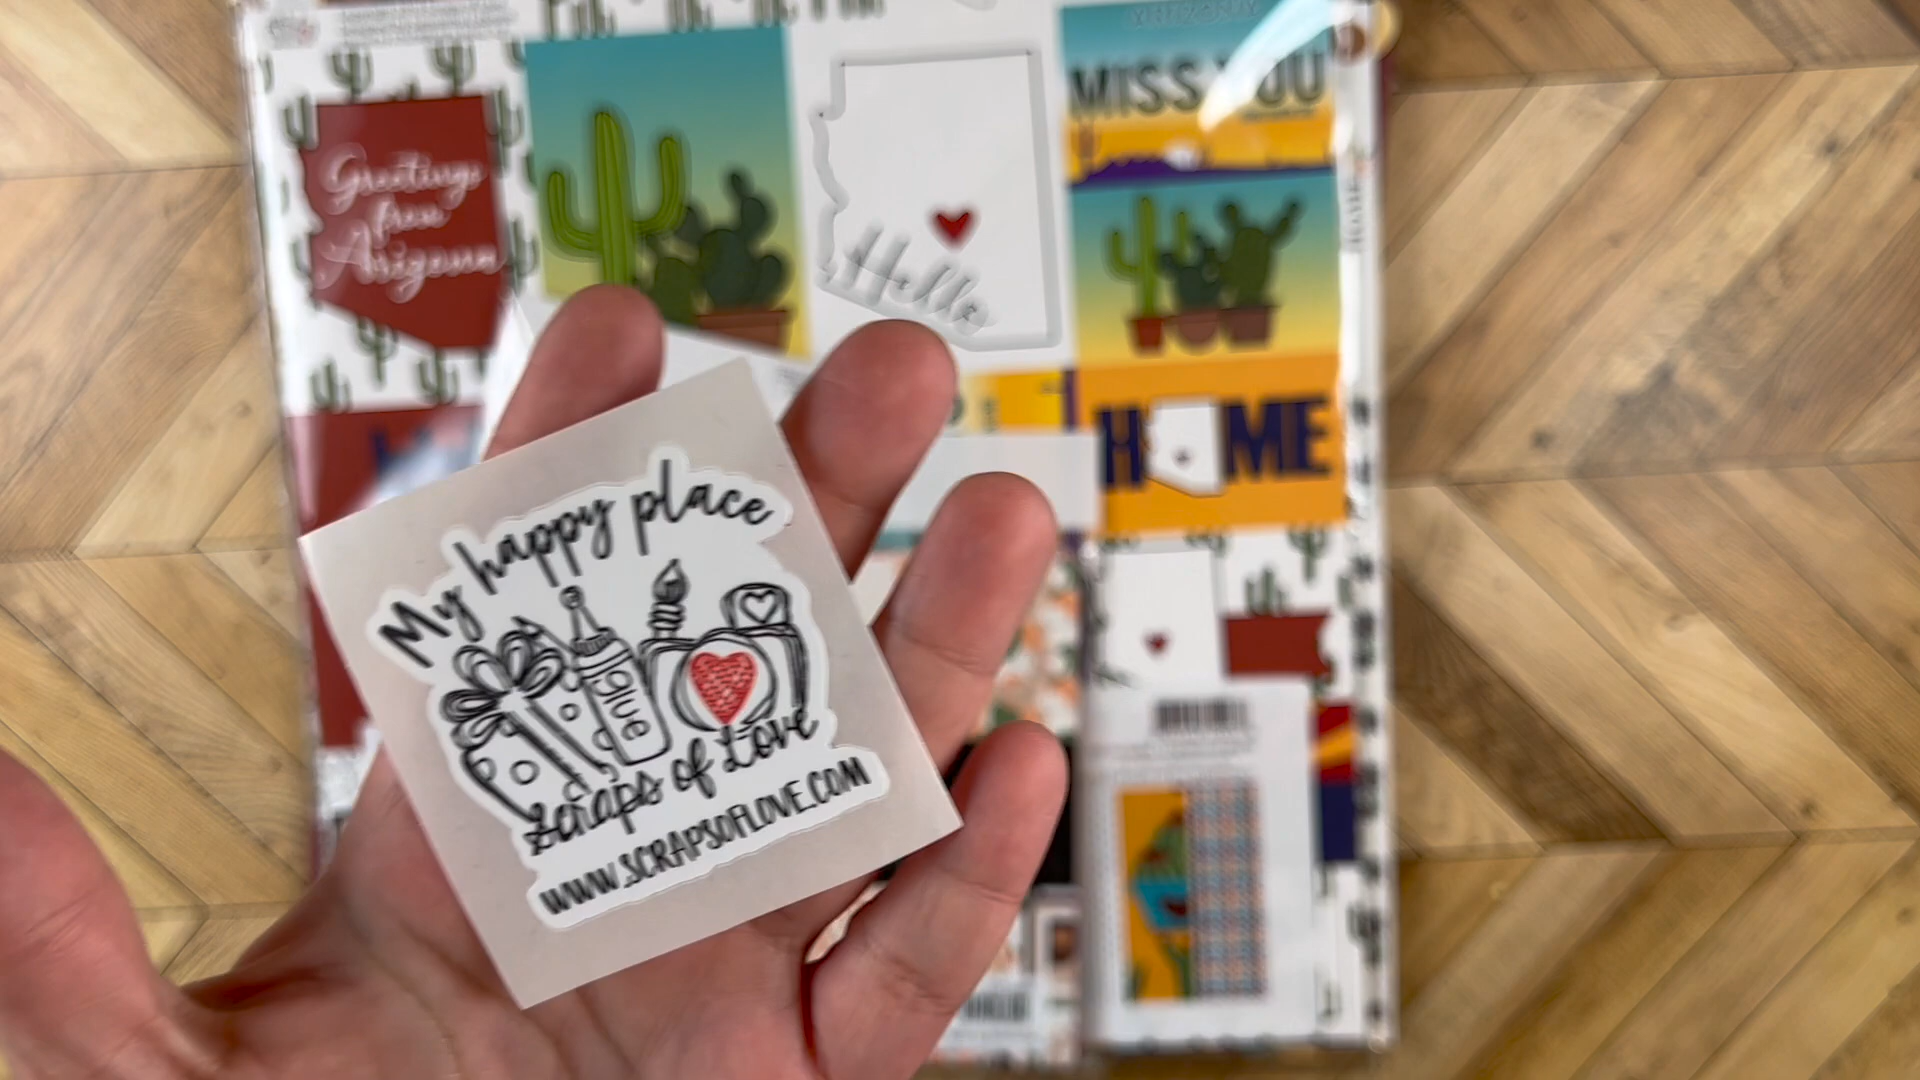 MISS YOU
Greetings
from
Arizona
Hello
HOME
My happy place
glue
Scraps of Love
WWW.SCRAPSOFLOVE.COM